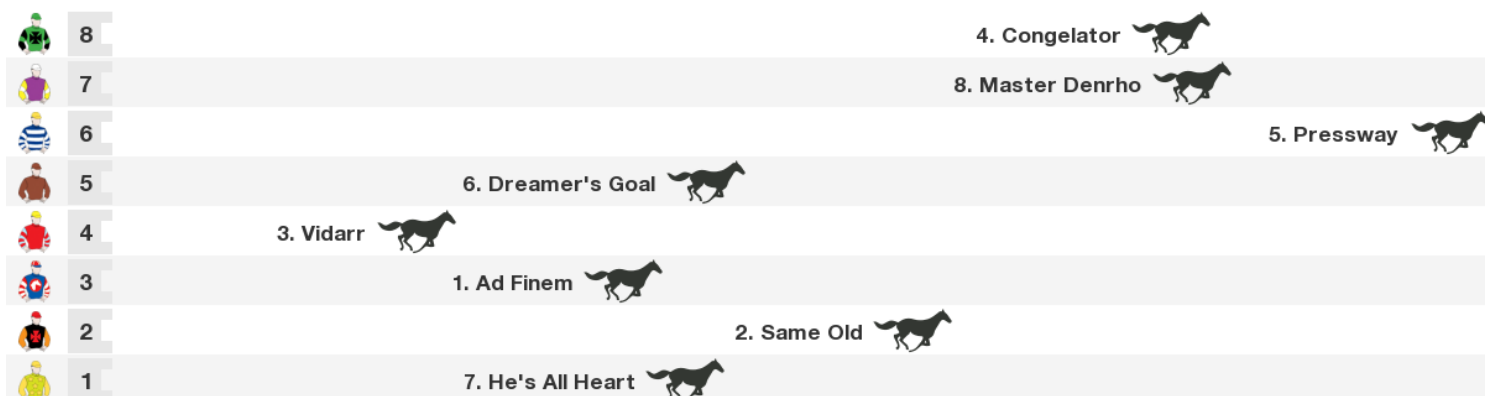 8 4. Congelator
7 8. Master Denrho
6 5. Pressway
5 6. Dreamer's Goal
4 3. Vidarr
3 1. Ad Finem
2 2. Same Old
1 7. He's All Heart